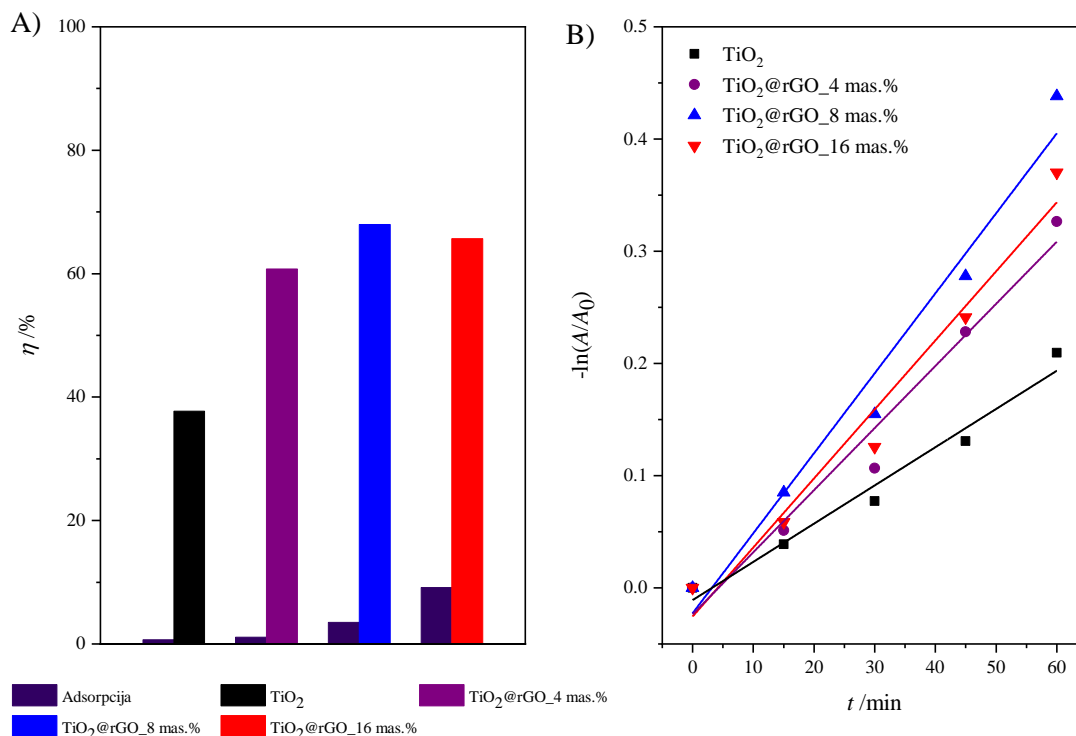 A)
100
80
60
40
20
0
η /%
Adsorpcija
TiO₂
TiO₂@rGO_4 mas.%
TiO₂@rGO_8 mas.%
TiO₂@rGO_16 mas.%
B)
-0.5
0.4
0.3
0.2
0.1
0.0
-ln(A/A₀)
TiO₂
TiO₂@rGO_4 mas.%
TiO₂@rGO_8 mas.%
TiO₂@rGO_16 mas.%
0 15 20 30 40 50 60
t /min